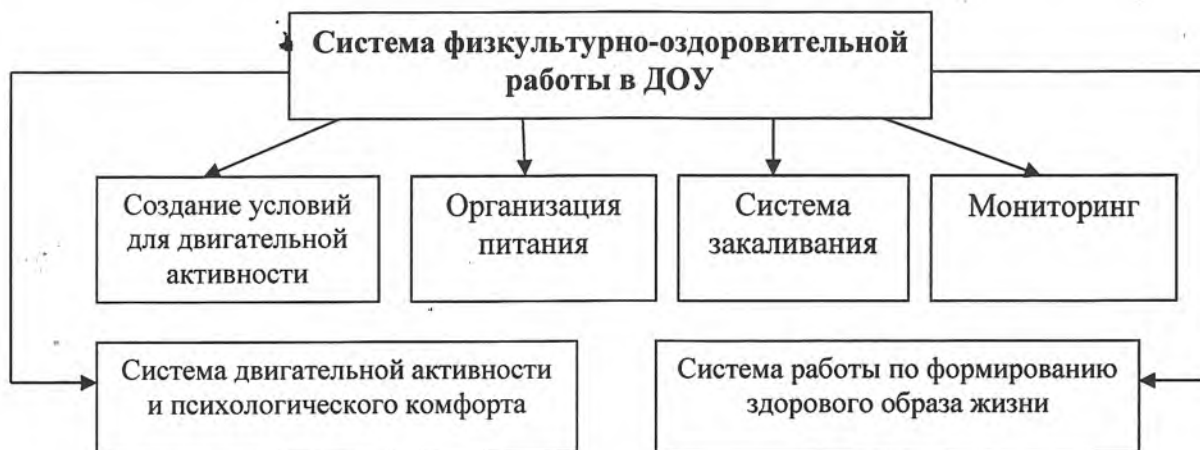 Система физкультурно-оздоровительной
работы в ДОУ
Создание условий
для двигательной
активности
Организация
питания
Система
закаливания
Мониторинг
Система двигательной активности
и психологического комфорта
Система работы по формированию
здорового образа жизни